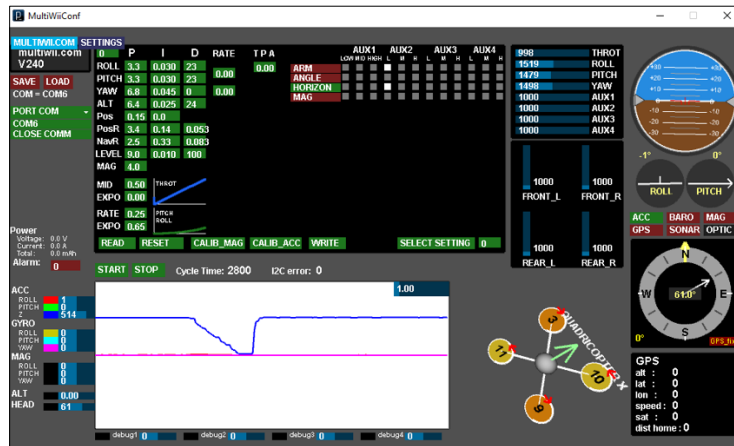 MultiWiiConf
MULTIWII.COM SETTINGS
multiwii.com
V240
SAVE LOAD
COM = COM6
PORT COM
COM6
CLOSE COMM
0 P I D RATE T P A
ROLL 3.3 0.030 23 0.00
PITCH 3.3 0.030 23 0.00
YAW 6.8 0.045 0 0.00
ALT 6.4 0.025 24
Pos 0.15 0.0
PosR 3.4 0.14 0.053
NavR 2.5 0.33 0.083
LEVEL 9.0 0.010 100
MAG 4.0
MID 0.50 THROT
EXPO 0.00
RATE 0.25 PITCH
ROLL
EXPO 0.65
AUX1 AUX2 AUX3 AUX4
LOW MID HIGH L M H L M H L M H
ARM
ANGLE
HORIZON
MAG
READ RESET CALIB_MAG CALIB_ACC WRITE SELECT SETTING 0
998 THROT
1519 ROLL
1479 PITCH
1498 YAW
1000 AUX1
1000 AUX2
1000 AUX3
1000 AUX4
1000 1000
FRONT_L FRONT_R
1000 1000
REAR_L REAR_R
-1° 0°
ROLL PITCH
ACC BARO MAG
GPS SONAR OPTIC
N
W 61.0° E
S
0° GPS_fix
GPS
alt : 0
lat : 0
lon : 0
speed : 0
sat : 0
dist home : 0
Power
Voltage: 0.0 V
Current: 0.0 A
Total: 0.0 mAh
Alarm: 0
START STOP Cycle Time: 2800 I2C error: 0
1.00
ACC
ROLL 1
PITCH 0
Z 514
GYRO
ROLL 0
PITCH 0
YAW 0
MAG
ROLL 0
PITCH 0
YAW 0
ALT 0.00
HEAD 61
debug1 0 debug2 0 debug3 0 debug4 0
QUADRICOPTER X
3
11
10
9